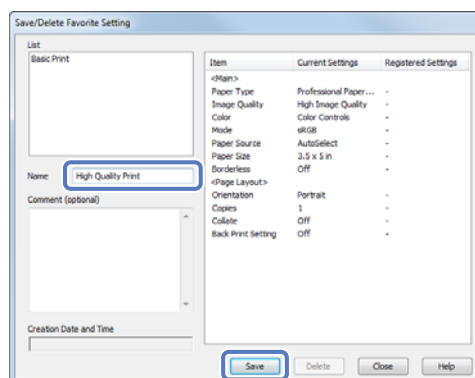 Save/Delete Favorite Setting
List
Basic Print
Name
High Quality Print
Comment (optional)
Creation Date and Time
Item Current Settings Registered Settings
<Main>
Paper Type Professional Paper... -
Image Quality High Image Quality -
Color Color Controls -
Mode sRGB -
Paper Source AutoSelect -
Paper Size 3.5 x 5 in -
Borderless Off -
<Page Layout>
Orientation Portrait -
Copies 1 -
Collate Off -
Back Print Setting Off -
Save Delete Close Help